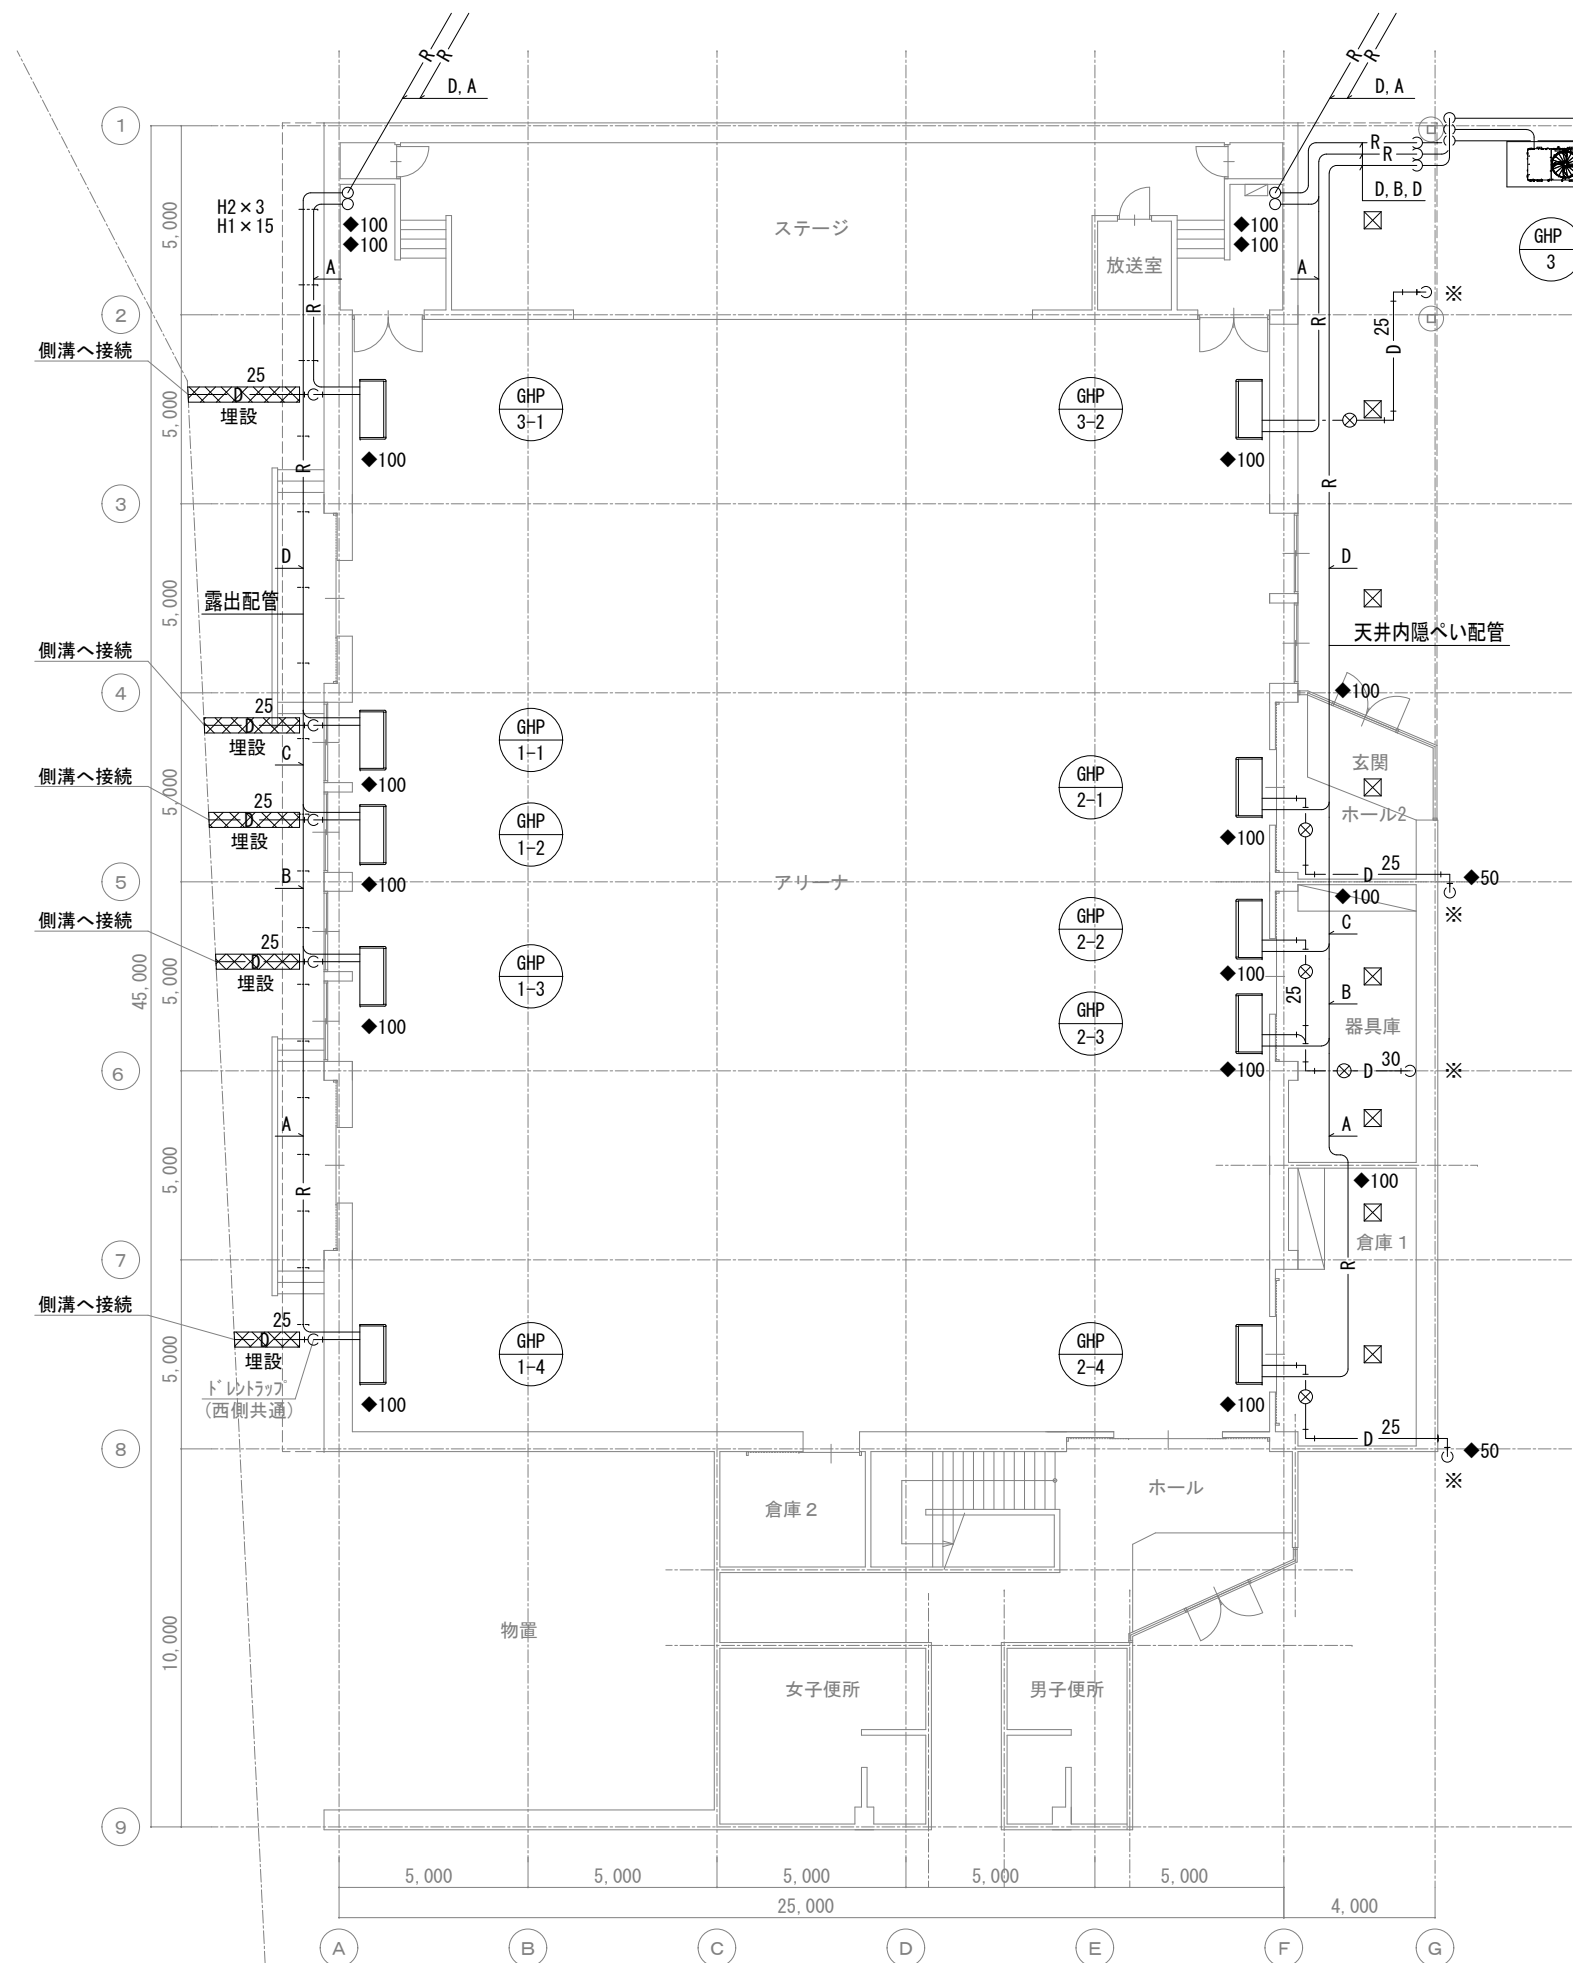 R
R
D, A
R
R
D, A
1
R
R
D, B, D
H2×3
H1×15
◆100
◆100
ステージ
放送室
◆100
◆100
GHP
3
5,000
A
R
A
R
※
2
25
D
側溝へ接続
25
D
埋設
GHP
3-1
GHP
3-2
5,000
◆100
◆100
R
R
3
D
D
露出配管
5,000
天井内隠ぺい配管
側溝へ接続
4
◆100
25
D
埋設
GHP
1-1
C
玄関
側溝へ接続
◆100
5,000
GHP
2-1
25
D
埋設
GHP
1-2
ホール2
◆100
B
5
◆100
アリーナ
D
25
◆50
◆100
※
側溝へ接続
GHP
2-2
C
25
D
埋設
GHP
1-3
◆100
45,000
5,000
25
B
◆100
GHP
2-3
器具庫
6
◆100
D
30
※
A
A
5,000
R
◆100
倉庫1
7
R
側溝へ接続
25
D
埋設
GHP
1-4
GHP
2-4
5,000
ドレントラップ
(西側共通)
◆100
◆100
8
D
25
◆50
※
倉庫2
ホール
10,000
物置
女子便所
男子便所
9
5,000
5,000
5,000
5,000
5,000
25,000
4,000
A
B
C
D
E
F
G